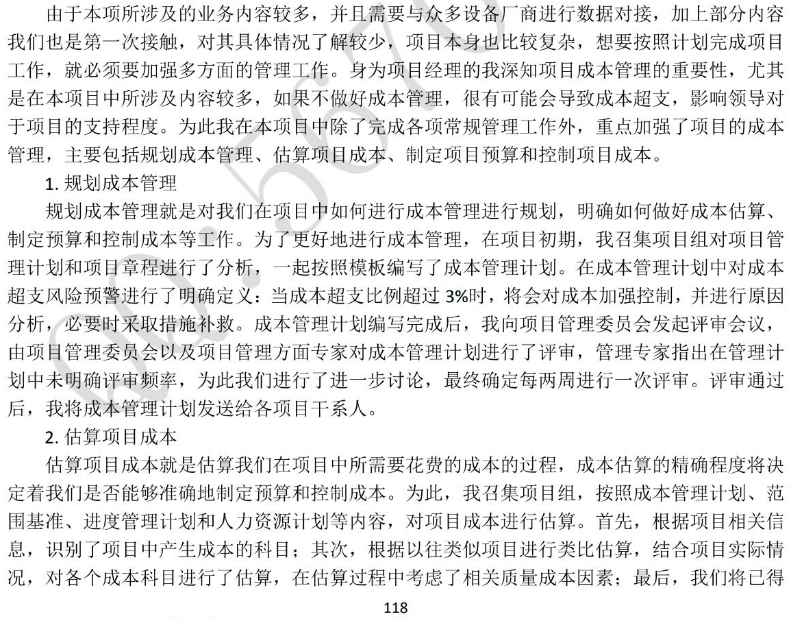 由于本项所涉及的业务内容较多，并且需要与众多设备厂商进行数据对接，加上部分内容
我们也是第一次接触，对其具体情况了解较少，项目本身也比较复杂，想要按照计划完成项目
工作，就必须要加强多方面的管理工作。身为项目经理的我深知项目成本管理的重要性，尤其
是在本项目中所涉及内容较多，如果不做好成本管理，很有可能会导致成本超支，影响领导对
于项目的支持程度。为此我在本项目中除了完成各项常规管理工作外，重点加强了项目的成本
管理，主要包括规划成本管理、估算项目成本、制定项目预算和控制项目成本。
1. 规划成本管理
规划成本管理就是对我们在项目中如何进行成本管理进行规划，明确如何做好成本估算、
制定预算和控制成本等工作。为了更好地进行成本管理，在项目初期，我召集项目组对项目管
理计划和项目章程进行了分析，一起按照模板编写了成本管理计划。在成本管理计划中对成本
超支风险预警进行了明确定义：当成本超支比例超过 3%时，将会对成本加强控制，并进行原因
分析，必要时采取措施补救。成本管理计划编写完成后，我向项目管理委员会发起评审会议，
由项目管理委员会以及项目管理方面专家对成本管理计划进行了评审，管理专家指出在管理计
划中未明确评审频率，为此我们进行了进一步讨论，最终确定每两周进行一次评审。评审通过
后，我将成本管理计划发送给各项目干系人。
2. 估算项目成本
估算项目成本就是估算我们在项目中所需要花费的成本的过程，成本估算的精确程度将决
定着我们是否能够准确地制定预算和控制成本。为此，我召集项目组，按照成本管理计划、范
围基准、进度管理计划和人力资源计划等内容，对项目成本进行估算。首先，根据项目相关信
息，识别了项目中产生成本的科目；其次，根据以往类似项目进行类比估算，结合项目实际情
况，对各个成本科目进行了估算，在估算过程中考虑了相关质量成本因素；最后，我们将已得
118